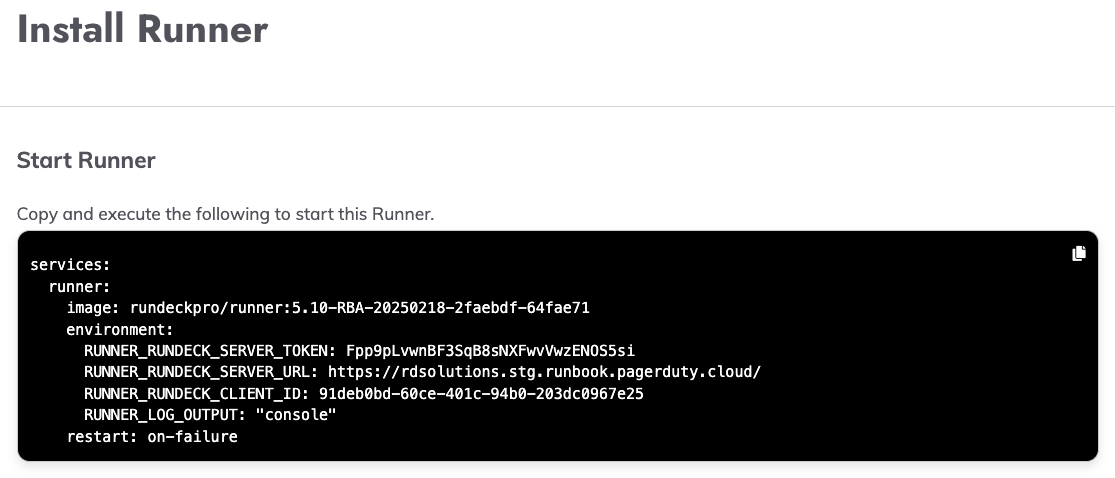 Install Runner
Start Runner
Copy and execute the following to start this Runner.
services:
  runner:
    image: rundeckpro/runner:5.10-RBA-20250218-2faebdf-64fae71
    environment:
      RUNNER_RUNDECK_SERVER_TOKEN: Fpp9pLvwnBF3SqB8sNXFwvVwzENOS5si
      RUNNER_RUNDECK_SERVER_URL: https://rdsolutions.stg.runbook.pagerduty.cloud/
      RUNNER_RUNDECK_CLIENT_ID: 91deb0bd-60ce-401c-94b0-203dc0967e25
      RUNNER_LOG_OUTPUT: "console"
    restart: on-failure